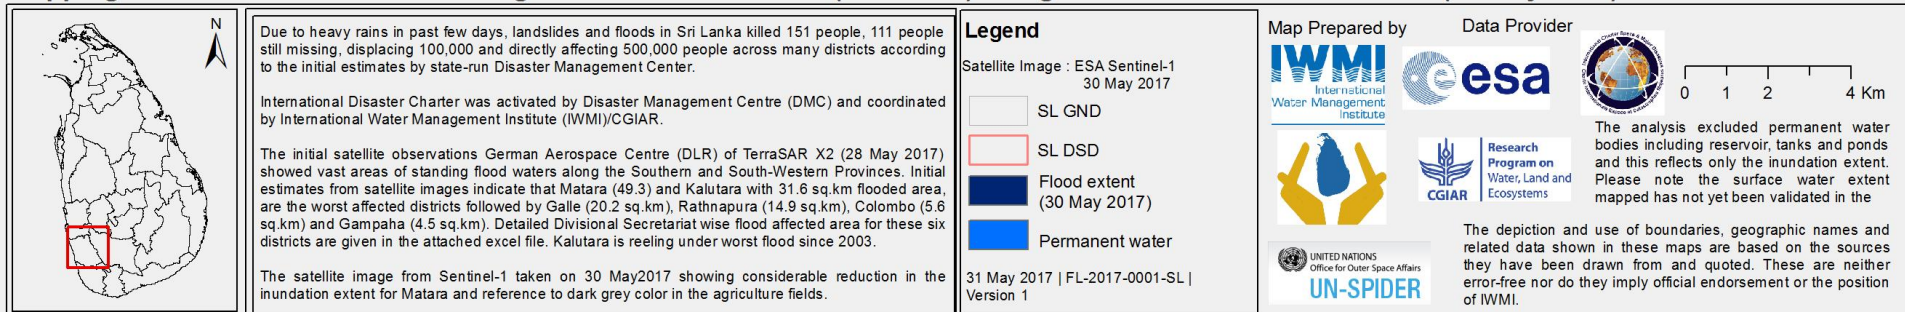 N
Due to heavy rains in past few days, landslides and floods in Sri Lanka killed 151 people, 111 people
still missing, displacing 100,000 and directly affecting 500,000 people across many districts according
to the initial estimates by state-run Disaster Management Center.
International Disaster Charter was activated by Disaster Management Centre (DMC) and coordinated
by International Water Management Institute (IWMI)/CGIAR.
The initial satellite observations German Aerospace Centre (DLR) of TerraSAR X2 (28 May 2017)
showed vast areas of standing flood waters along the Southern and South-Western Provinces. Initial
estimates from satellite images indicate that Matara (49.3) and Kalutara with 31.6 sq.km flooded area,
are the worst affected districts followed by Galle (20.2 sq.km), Rathnapura (14.9 sq.km), Colombo (5.6
sq.km) and Gampaha (4.5 sq.km). Detailed Divisional Secretariat wise flood affected area for these six
districts are given in the attached excel file. Kalutara is reeling under worst flood since 2003.
The satellite image from Sentinel-1 taken on 30 May2017 showing considerable reduction in the
inundation extent for Matara and reference to dark grey color in the agriculture fields.
Legend
Satellite Image : ESA Sentinel-1
30 May 2017
SL GND
SL DSD
Flood extent
(30 May 2017)
Permanent water
31 May 2017 | FL-2017-0001-SL |
Version 1
Map Prepared by
Data Provider
IWMI
International
Water Management
Institute
esa
0 1 2 4 Km
The analysis excluded permanent water
bodies including reservoir, tanks and ponds
and this reflects only the inundation extent.
Please note the surface water extent
mapped has not yet been validated in the
CGIAR
Research
Program on
Water, Land and
Ecosystems
UNITED NATIONS
Office for Outer Space Affairs
UN-SPIDER
The depiction and use of boundaries, geographic names and
related data shown in these maps are based on the sources
they have been drawn from and quoted. These are neither
error-free nor do they imply official endorsement or the position
of IWMI.